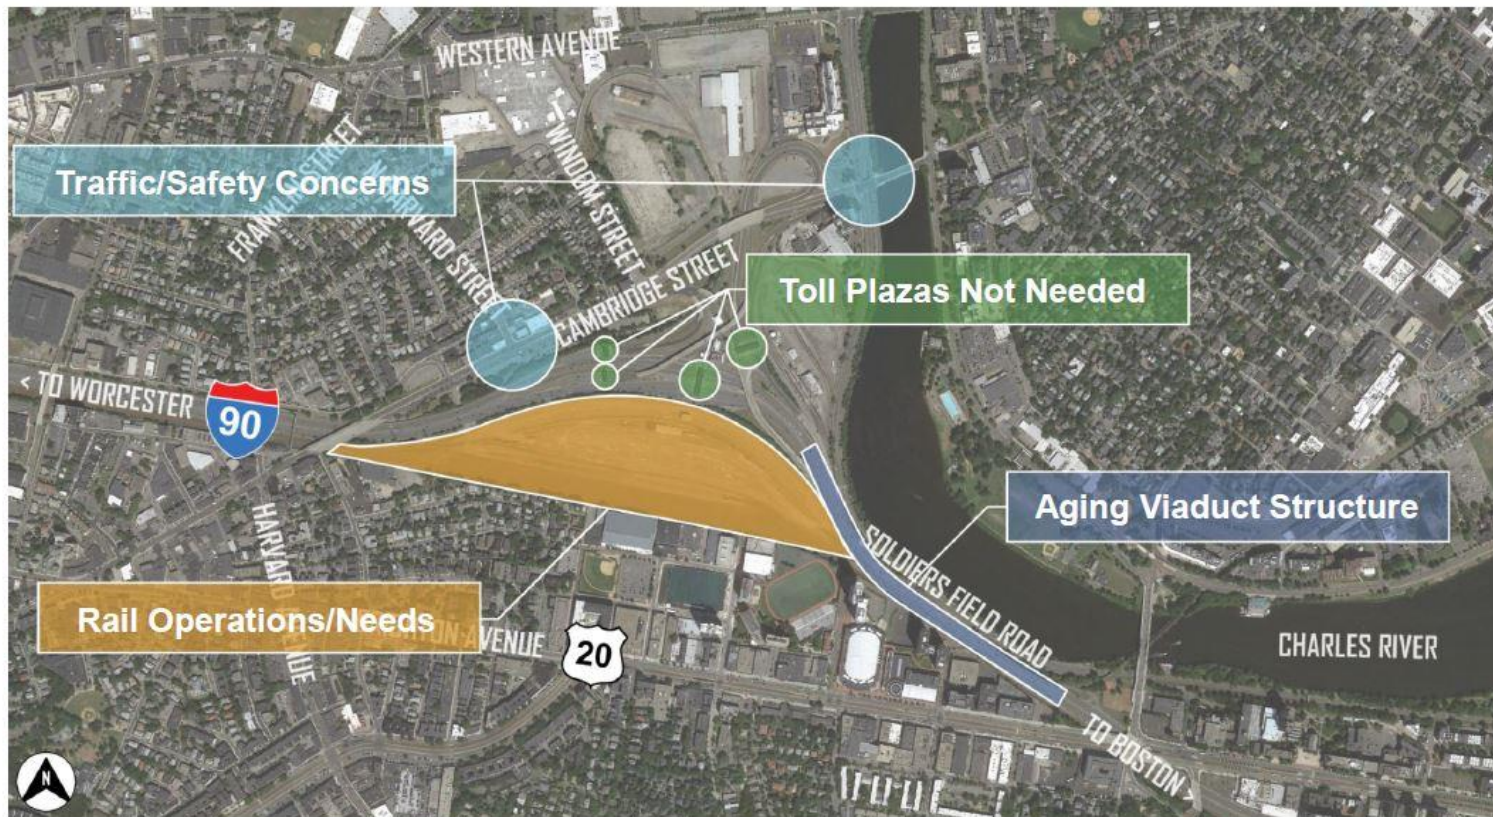 WESTERN AVENUE
Traffic/Safety Concerns
FRANKLIN STREET
N HARVARD STREET
WINDOM STREET
CAMBRIDGE STREET
Toll Plazas Not Needed
< TO WORCESTER
90
Aging Viaduct Structure
SOLDIERS FIELD ROAD
HARVARD AVENUE
Rail Operations/Needs
AVENUE
20
CHARLES RIVER
TO BOSTON >
N